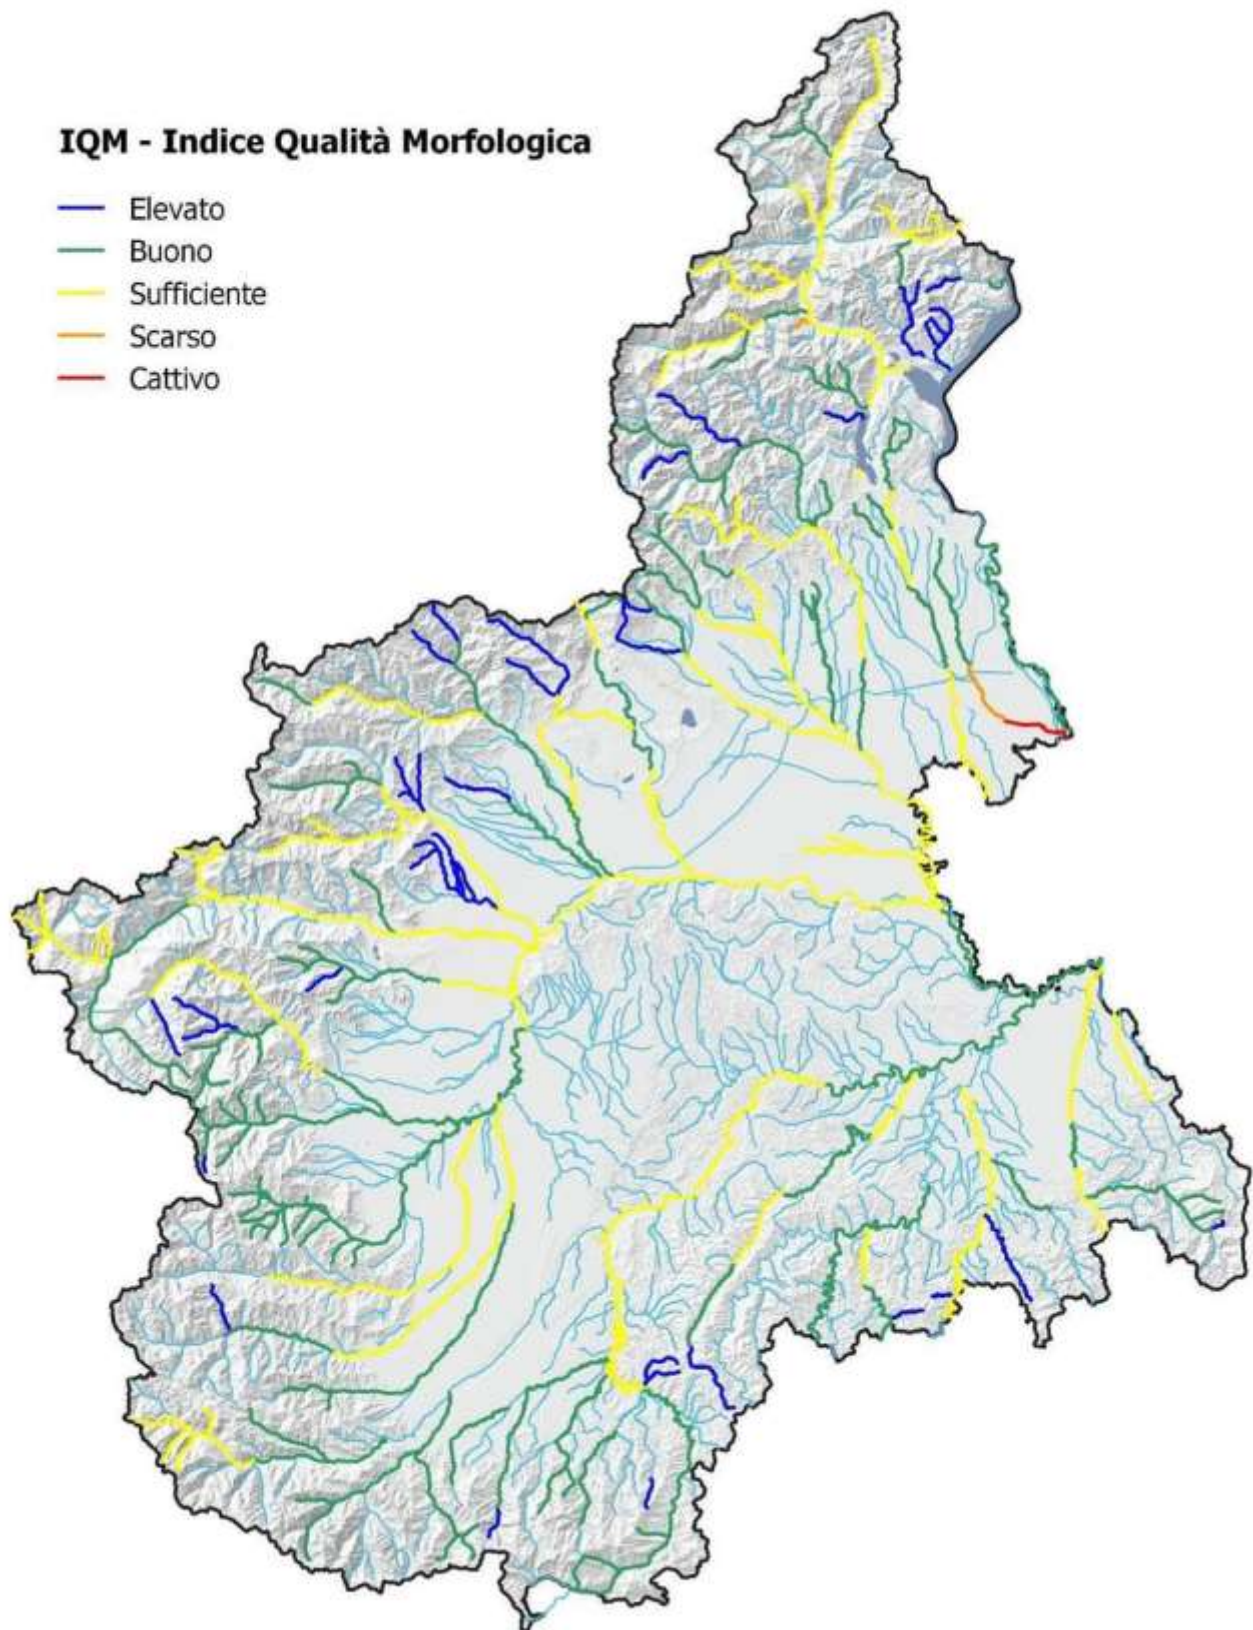 IQM - Indice Qualità Morfologica
Elevato
Buono
Sufficiente
Scarso
Cattivo